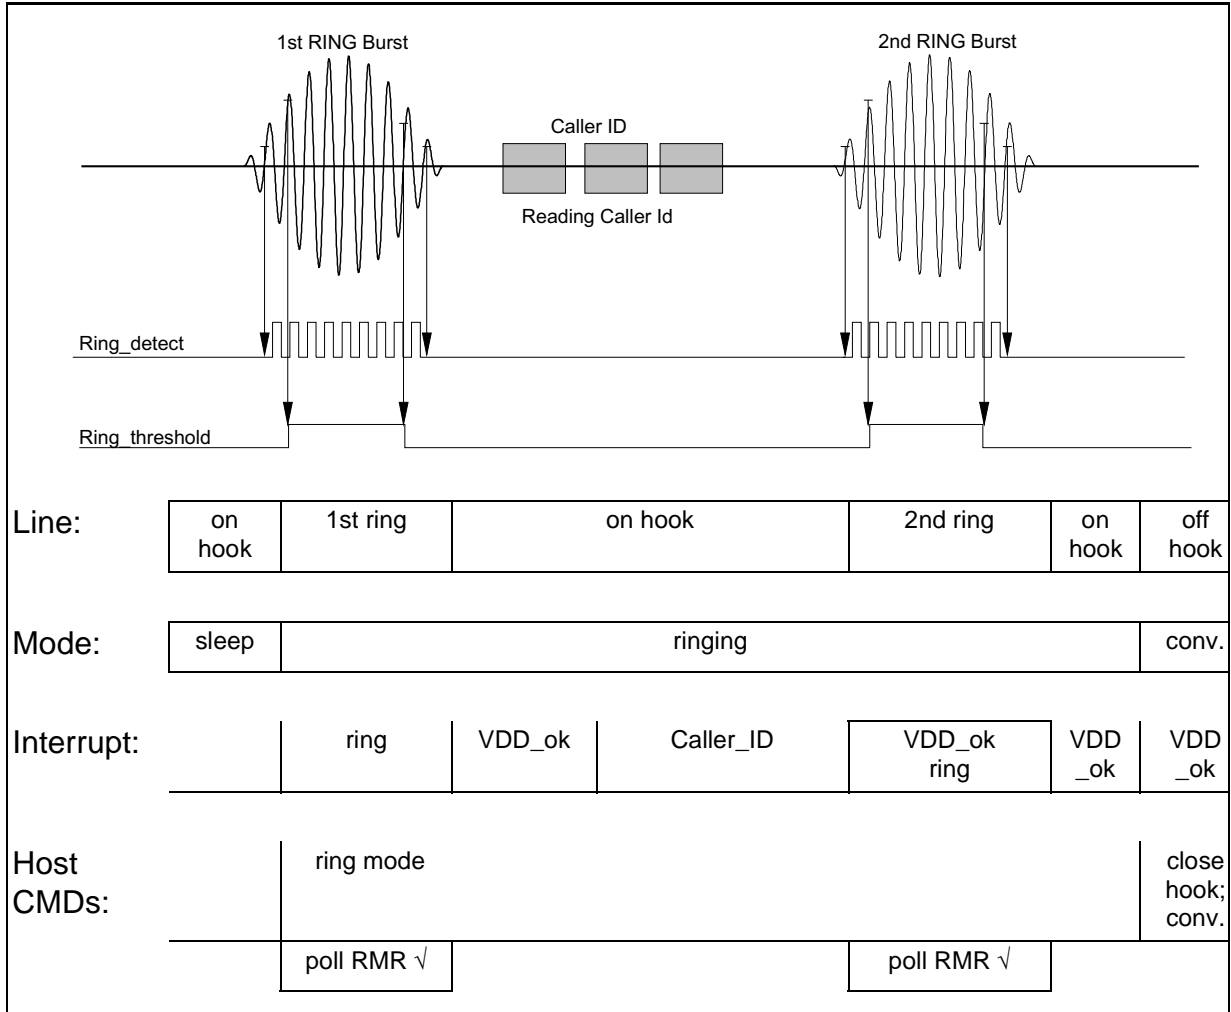 1st RING Burst
2nd RING Burst
Caller ID
Reading Caller Id
Ring_detect
Ring_threshold
Line:
on
hook
1st ring
on hook
2nd ring
on
hook
off
hook
Mode:
sleep
ringing
conv.
Interrupt:
ring
VDD_ok
Caller_ID
VDD_ok
ring
VDD
_ok
VDD
_ok
Host
CMDs:
ring mode
close
hook;
conv.
poll RMR √
poll RMR √